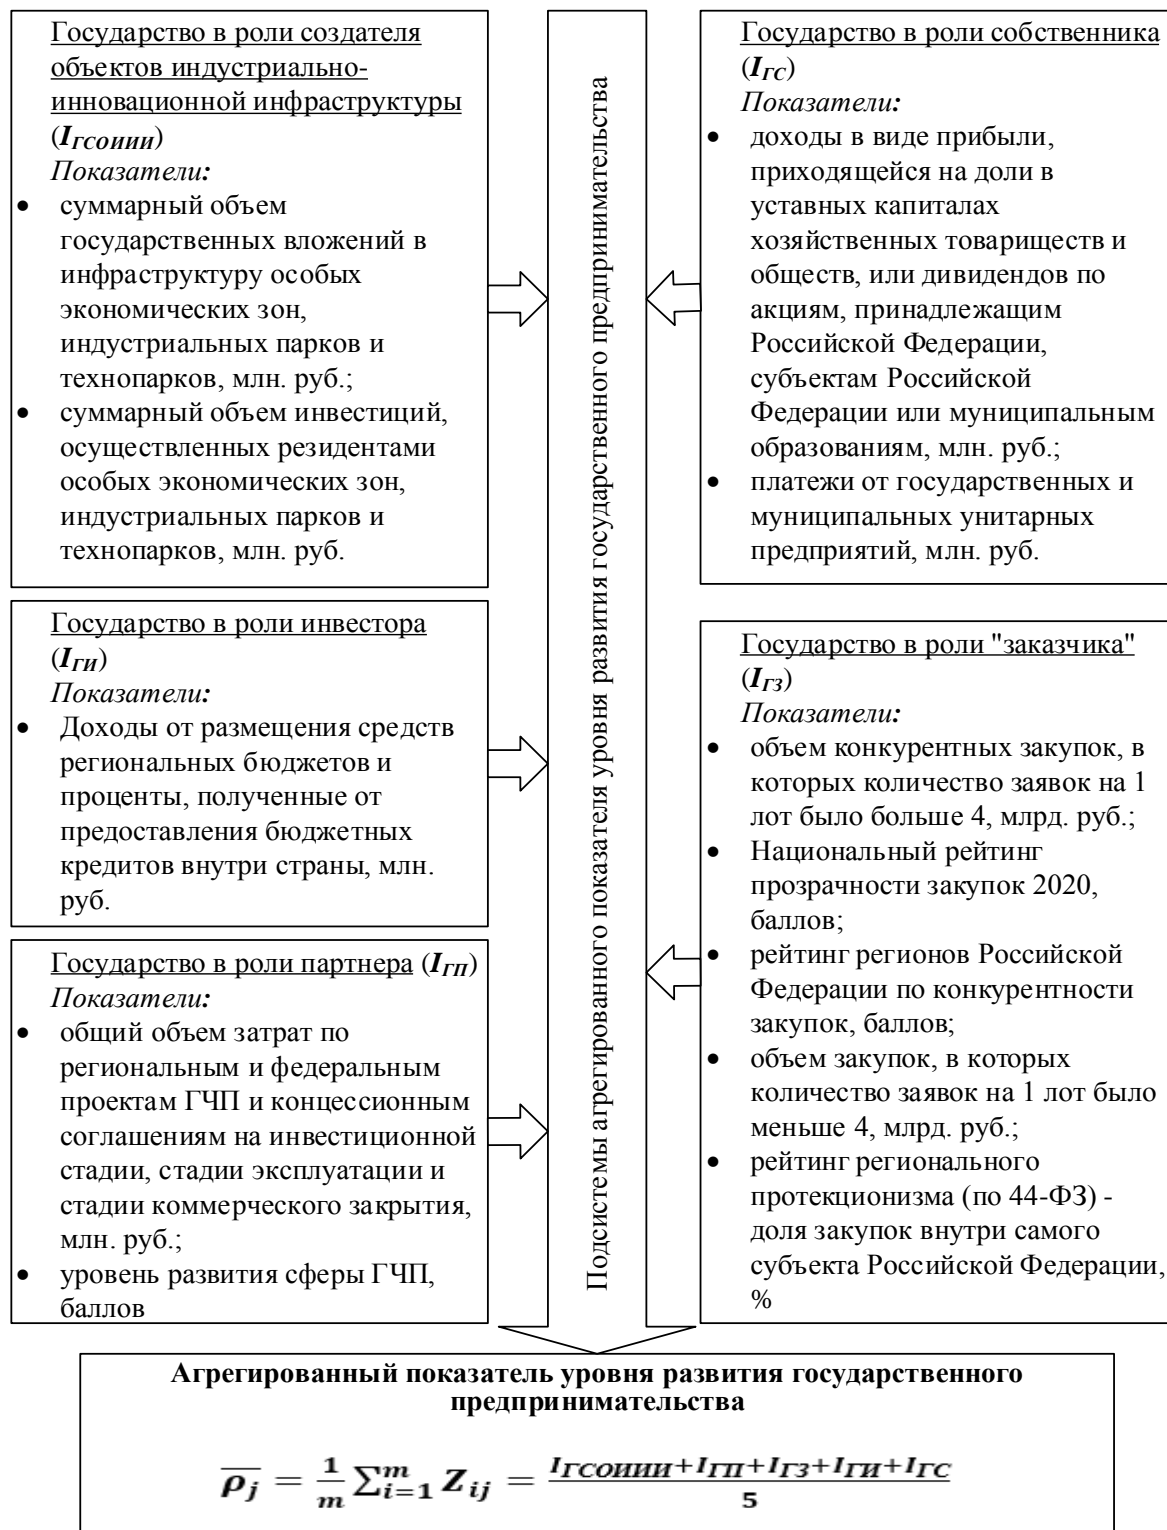 Государство в роли создателя
объектов индустриально-
инновационной инфраструктуры
(IГСОИИИ)
Показатели:
• суммарный объем
государственных вложений в
инфраструктуру особых
экономических зон,
индустриальных парков и
технопарков, млн. руб.;
• суммарный объем инвестиций,
осуществленных резидентами
особых экономических зон,
индустриальных парков и
технопарков, млн. руб.
Государство в роли инвестора
(IГИ)
Показатели:
• Доходы от размещения средств
региональных бюджетов и
проценты, полученные от
предоставления бюджетных
кредитов внутри страны, млн.
руб.
Государство в роли партнера (IГП)
Показатели:
• общий объем затрат по
региональным и федеральным
проектам ГЧП и концессионным
соглашениям на инвестиционной
стадии, стадии эксплуатации и
стадии коммерческого закрытия,
млн. руб.;
• уровень развития сферы ГЧП,
баллов
Подсистемы агрегированного показателя уровня развития государственного предпринимательства
Государство в роли собственника
(IГС)
Показатели:
• доходы в виде прибыли,
приходящейся на доли в
уставных капиталах
хозяйственных товариществ и
обществ, или дивидендов по
акциям, принадлежащим
Российской Федерации,
субъектам Российской
Федерации или муниципальным
образованиям, млн. руб.;
• платежи от государственных и
муниципальных унитарных
предприятий, млн. руб.
Государство в роли "заказчика"
(IГЗ)
Показатели:
• объем конкурентных закупок, в
которых количество заявок на 1
лот было больше 4, млрд. руб.;
• Национальный рейтинг
прозрачности закупок 2020,
баллов;
• рейтинг регионов Российской
Федерации по конкурентности
закупок, баллов;
• объем закупок, в которых
количество заявок на 1 лот было
меньше 4, млрд. руб.;
• рейтинг регионального
протекционизма (по 44-ФЗ) -
доля закупок внутри самого
субъекта Российской Федерации,
%
Агрегированный показатель уровня развития государственного
предпринимательства
ρ̅j = 1/m ∑ᵐi=1 Zij = (IГСОИИИ+IГП+IГЗ+IГИ+IГС)/5